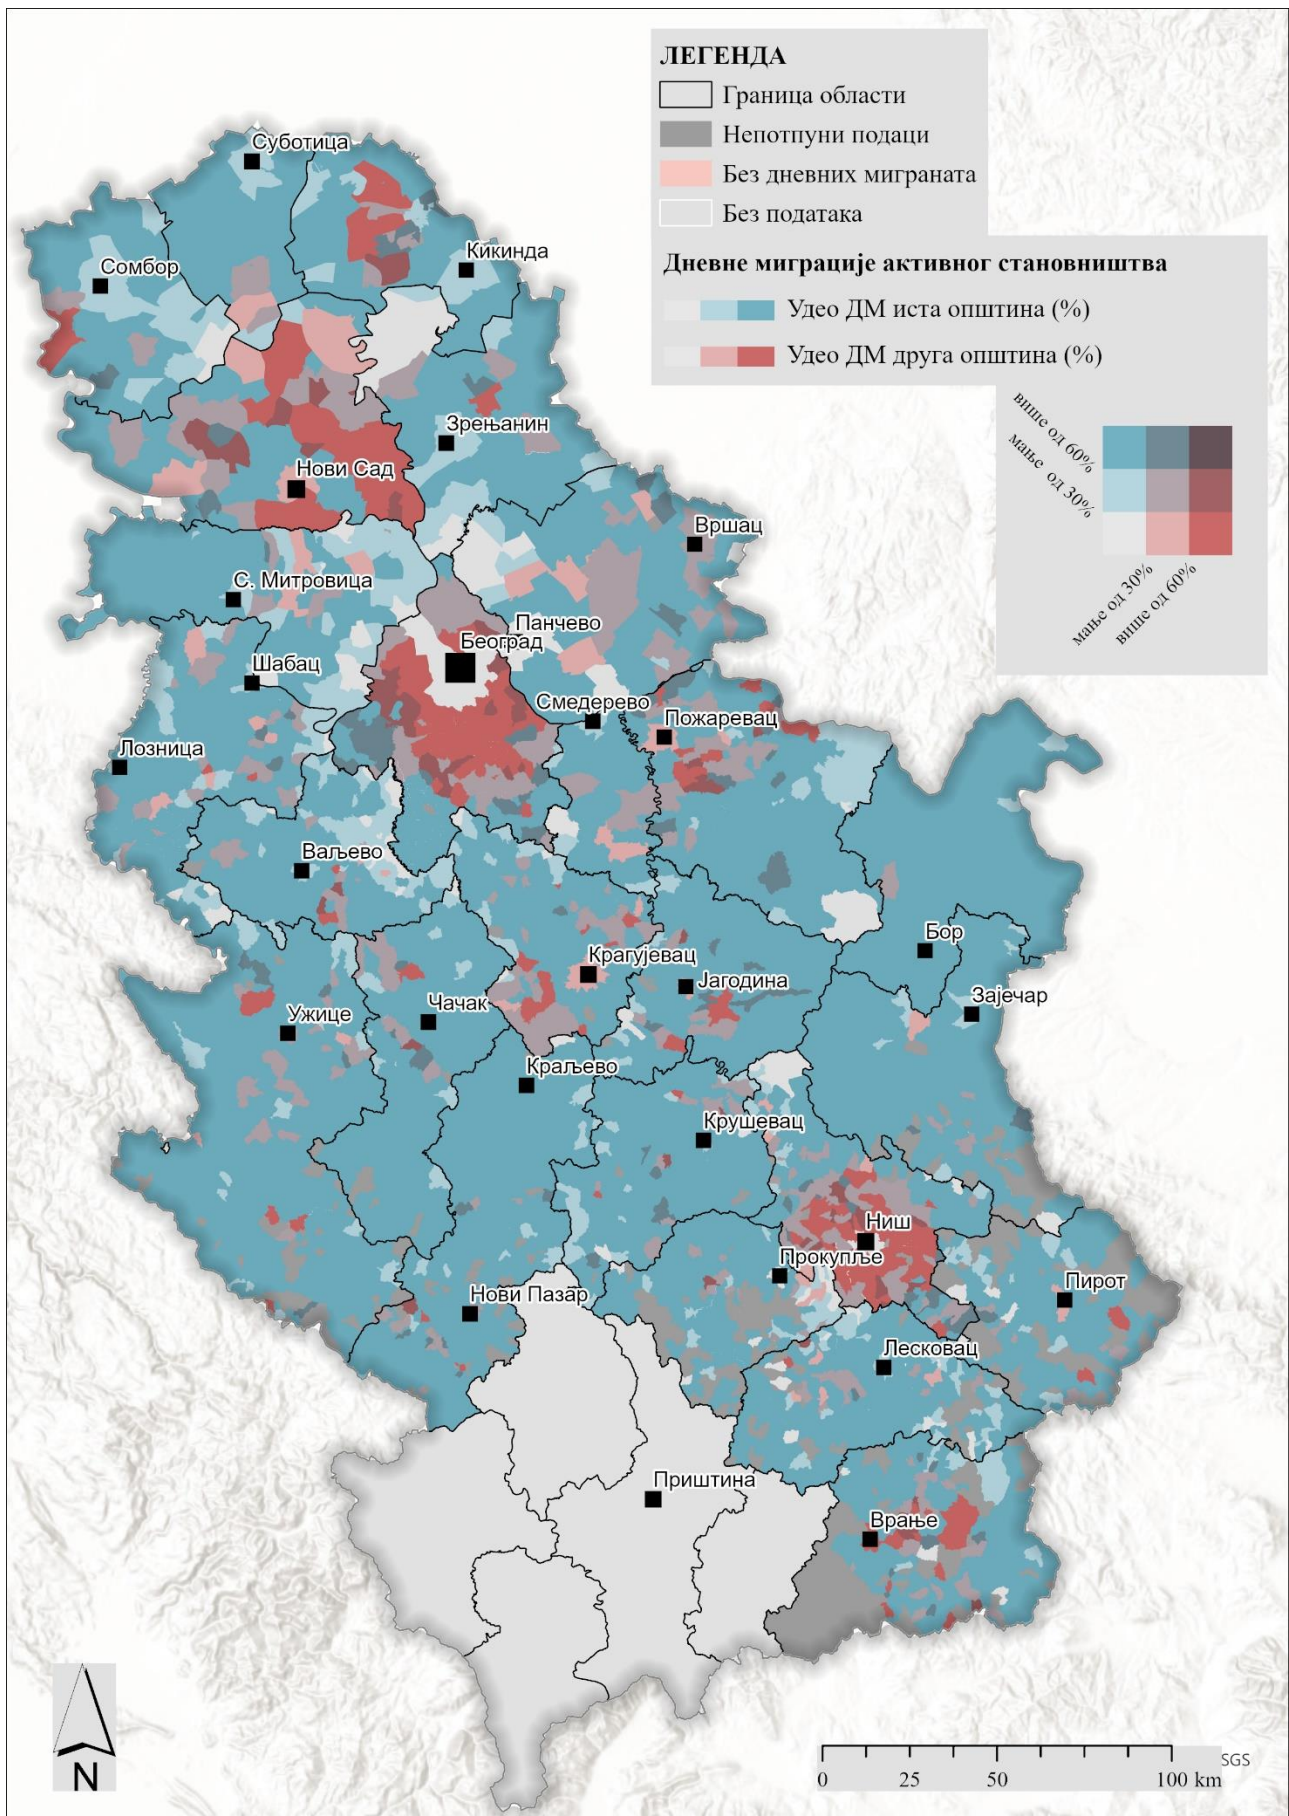 ЛЕГЕНДА
Граница области
Непотпуни подаци
Без дневних миграната
Без података
Дневне миграције активног становништва
Удео ДМ иста општина (%)
Удео ДМ друга општина (%)
више од 60%
мање од 30%
мање од 30%
више од 60%
Суботица
Сомбор
Кикинда
Зрењанин
Нови Сад
Вршац
С. Митровица
Панчево
Београд
Шабац
Смедерево
Пожаревац
Лозница
Ваљево
Бор
Крагујевац
Јагодина
Зајечар
Чачак
Ужице
Краљево
Крушевац
Ниш
Прокупље
Пирот
Нови Пазар
Лесковац
Приштина
Врање
N
SGS
0 25 50 100 km